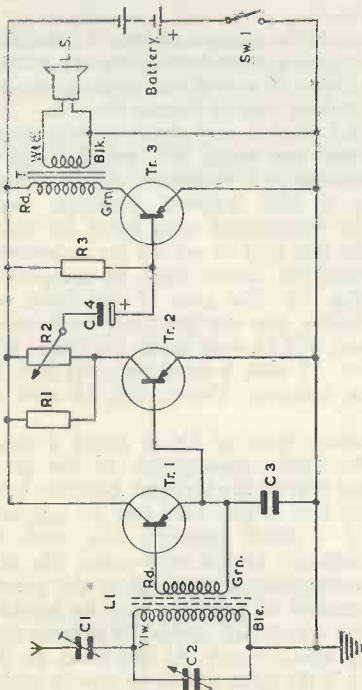 C1
L1
Ylw.
C2
Ble.
Rd.
Grn.
Tr. 1
C3
R1
R2
Tr. 2
C4
+
R3
Tr. 3
Rd.
Grn.
T
Wte.
Blk.
L.S.
Battery
+
Sw. 1